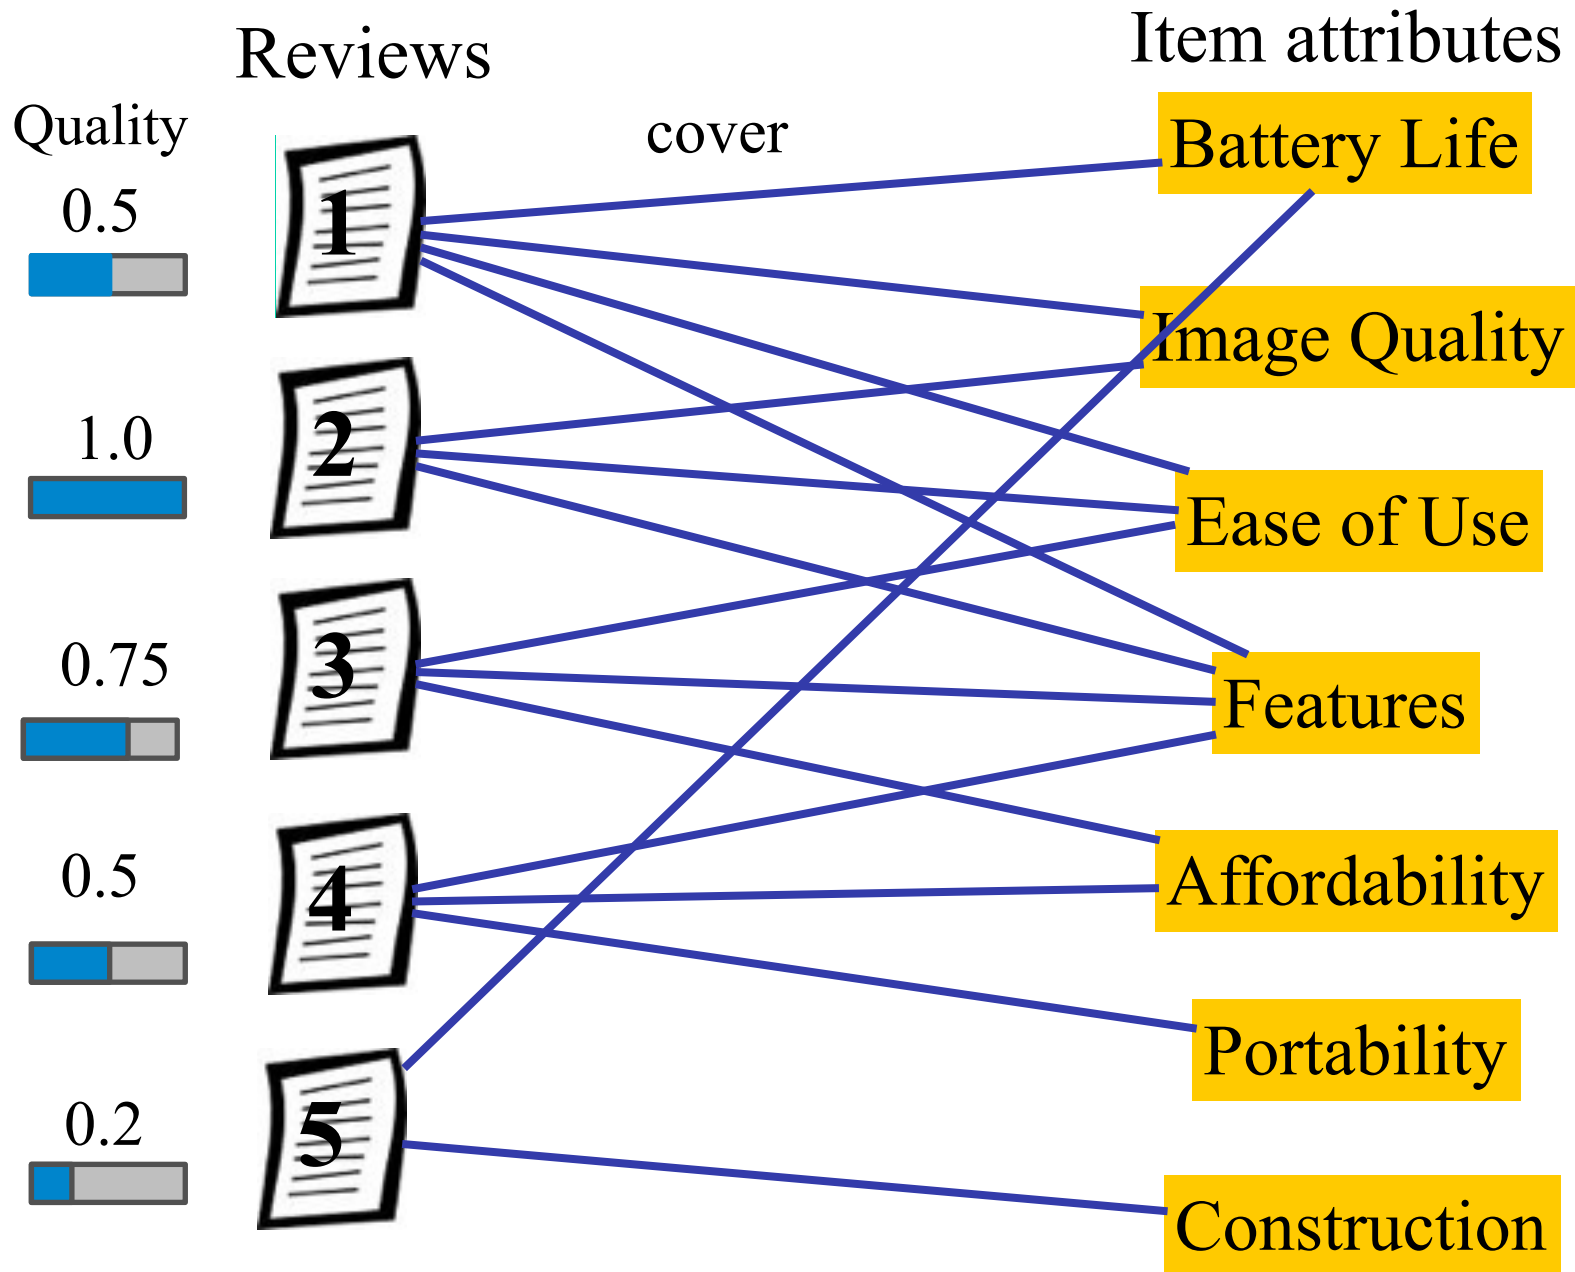 Reviews
Item attributes
Quality
cover
Battery Life
0.5
1
Image Quality
1.0
2
Ease of Use
0.75
3
Features
0.5
4
Affordability
Portability
0.2
5
Construction